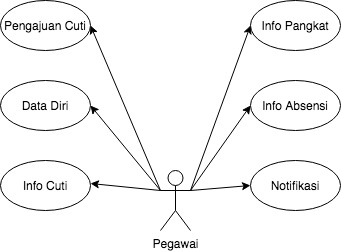 Pengajuan Cuti
Info Pangkat
Data Diri
Info Absensi
Info Cuti
Notifikasi
Pegawai